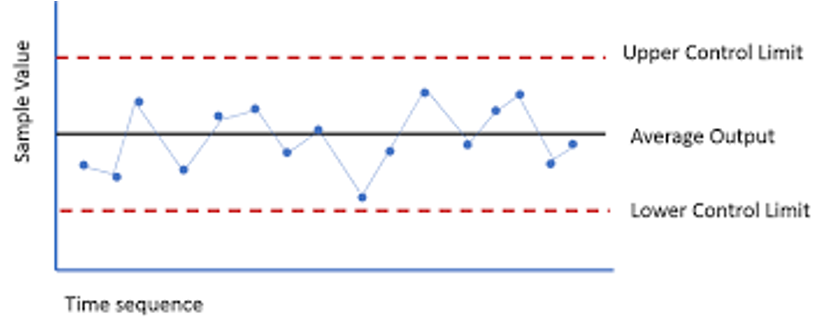 Upper Control Limit
Sample Value
Average Output
Lower Control Limit
Time sequence